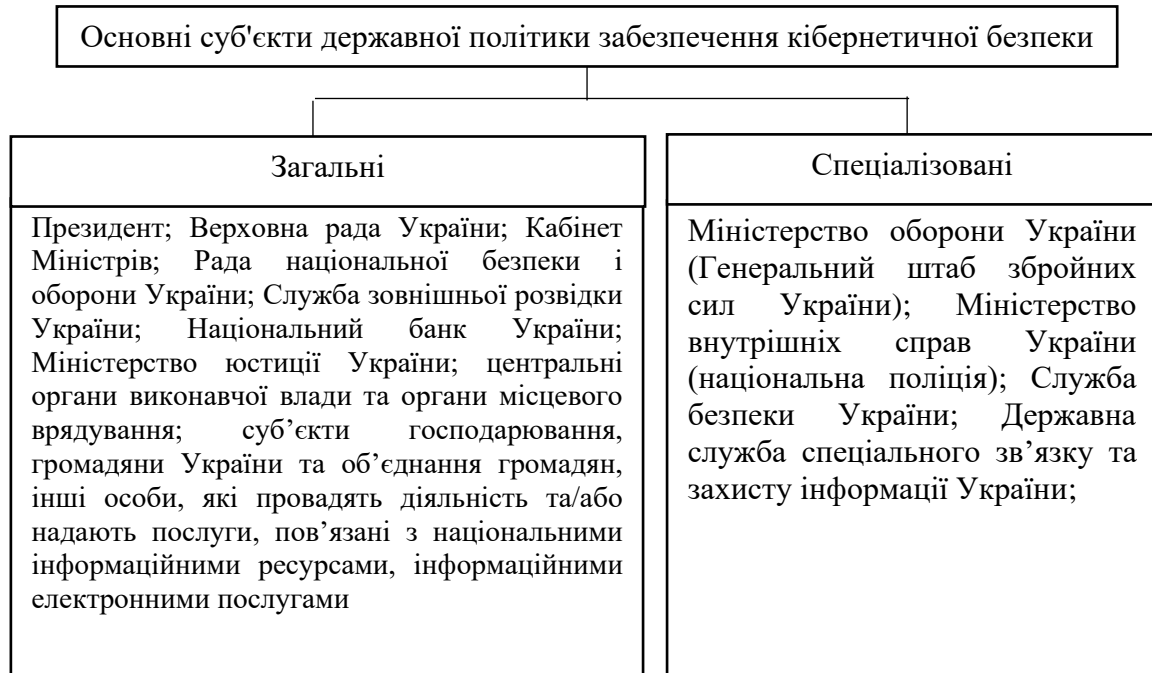 Основні суб'єкти державної політики забезпечення кібернетичної безпеки
Загальні
Президент; Верховна рада України; Кабінет
Міністрів; Рада національної безпеки і
оборони України; Служба зовнішньої розвідки
України; Національний банк України;
Міністерство юстиції України; центральні
органи виконавчої влади та органи місцевого
врядування; суб’єкти господарювання,
громадяни України та об’єднання громадян,
інші особи, які провадять діяльність та/або
надають послуги, пов’язані з національними
інформаційними ресурсами, інформаційними
електронними послугами
Спеціалізовані
Міністерство оборони України
(Генеральний штаб збройних
сил України); Міністерство
внутрішніх справ України
(національна поліція); Служба
безпеки України; Державна
служба спеціального зв’язку та
захисту інформації України;